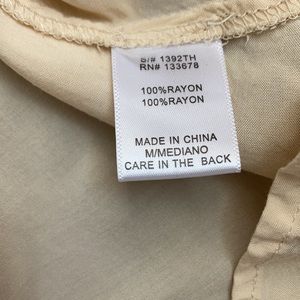 S/# 1392TH
RN# 133678
100%RAYON
100%RAYON
MADE IN CHINA
M/MEDIANO
CARE IN THE BACK